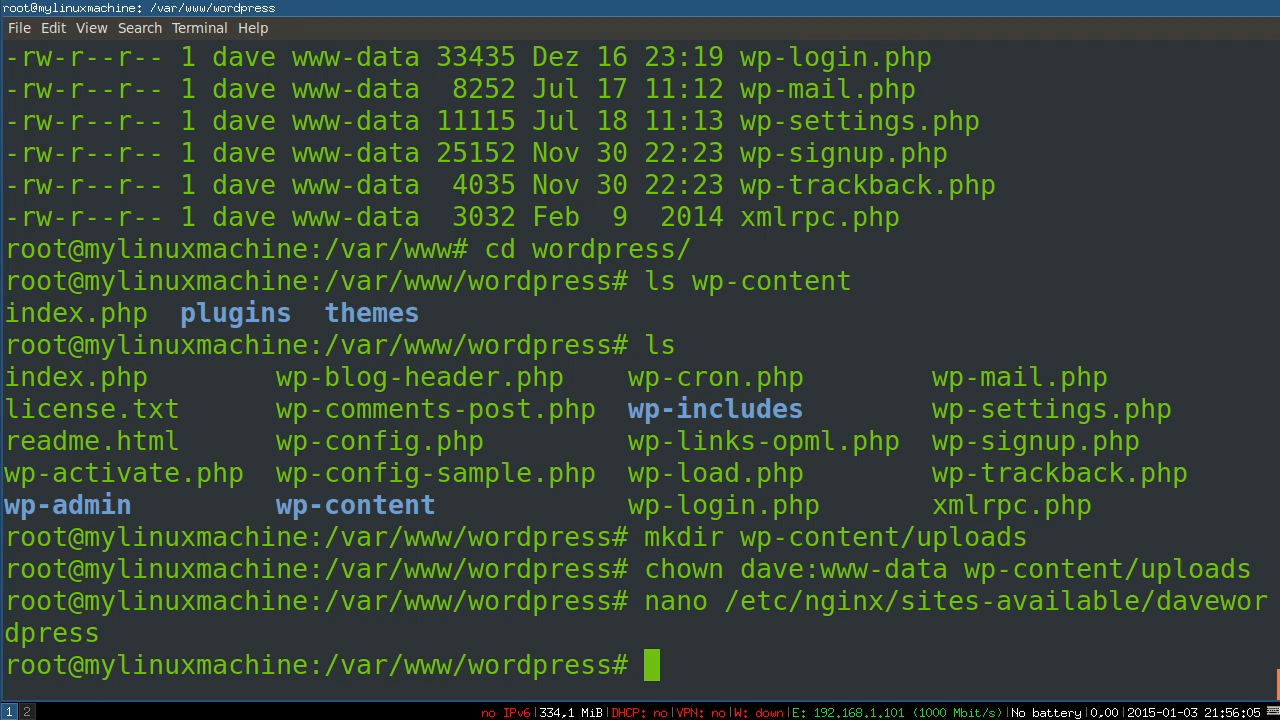 root@mylinuxmachine: /var/www/wordpress
File Edit View Search Terminal Help
-rw-r--r-- 1 dave www-data 33435 Dez 16 23:19 wp-login.php
-rw-r--r-- 1 dave www-data  8252 Jul 17 11:12 wp-mail.php
-rw-r--r-- 1 dave www-data 11115 Jul 18 11:13 wp-settings.php
-rw-r--r-- 1 dave www-data 25152 Nov 30 22:23 wp-signup.php
-rw-r--r-- 1 dave www-data  4035 Nov 30 22:23 wp-trackback.php
-rw-r--r-- 1 dave www-data  3032 Feb  9  2014 xmlrpc.php
root@mylinuxmachine:/var/www# cd wordpress/
root@mylinuxmachine:/var/www/wordpress# ls wp-content
index.php  plugins  themes
root@mylinuxmachine:/var/www/wordpress# ls
index.php        wp-blog-header.php    wp-cron.php        wp-mail.php
license.txt      wp-comments-post.php  wp-includes        wp-settings.php
readme.html      wp-config.php         wp-links-opml.php  wp-signup.php
wp-activate.php  wp-config-sample.php  wp-load.php        wp-trackback.php
wp-admin         wp-content            wp-login.php       xmlrpc.php
root@mylinuxmachine:/var/www/wordpress# mkdir wp-content/uploads
root@mylinuxmachine:/var/www/wordpress# chown dave:www-data wp-content/uploads
root@mylinuxmachine:/var/www/wordpress# nano /etc/nginx/sites-available/davewor
dpress
root@mylinuxmachine:/var/www/wordpress#
1 2 no IPv6|334,1 MiB|DHCP: no|VPN: no|W: down|E: 192.168.1.101 (1000 Mbit/s)|No battery|0,00|2015-01-03 21:56:05